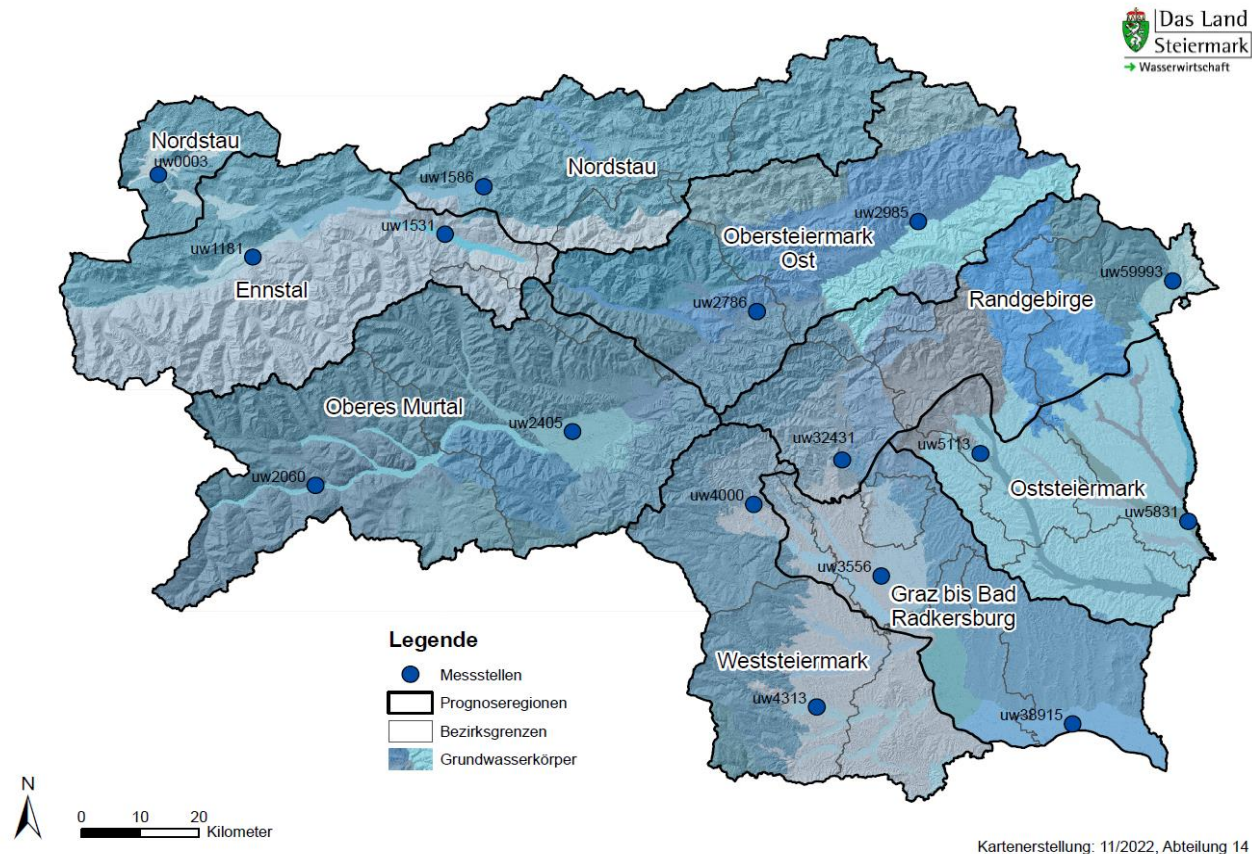 Das Land
Steiermark
→ Wasserwirtschaft
Nordstau
uw0003
Nordstau
uw1586
uw2985
uw1531
Obersteiermark
Ost
uw1181
uw59993
Ennstal
Randgebirge
uw2786
Oberes Murtal
uw2405
uw32431
uw5113
uw2060
Oststeiermark
uw4000
uw5831
uw3556
Graz bis Bad
Radkersburg
Weststeiermark
uw4313
uw38915
Legende
Messstellen
Prognoseregionen
Bezirksgrenzen
Grundwasserkörper
N
0 10 20
Kilometer
Kartenerstellung: 11/2022, Abteilung 14